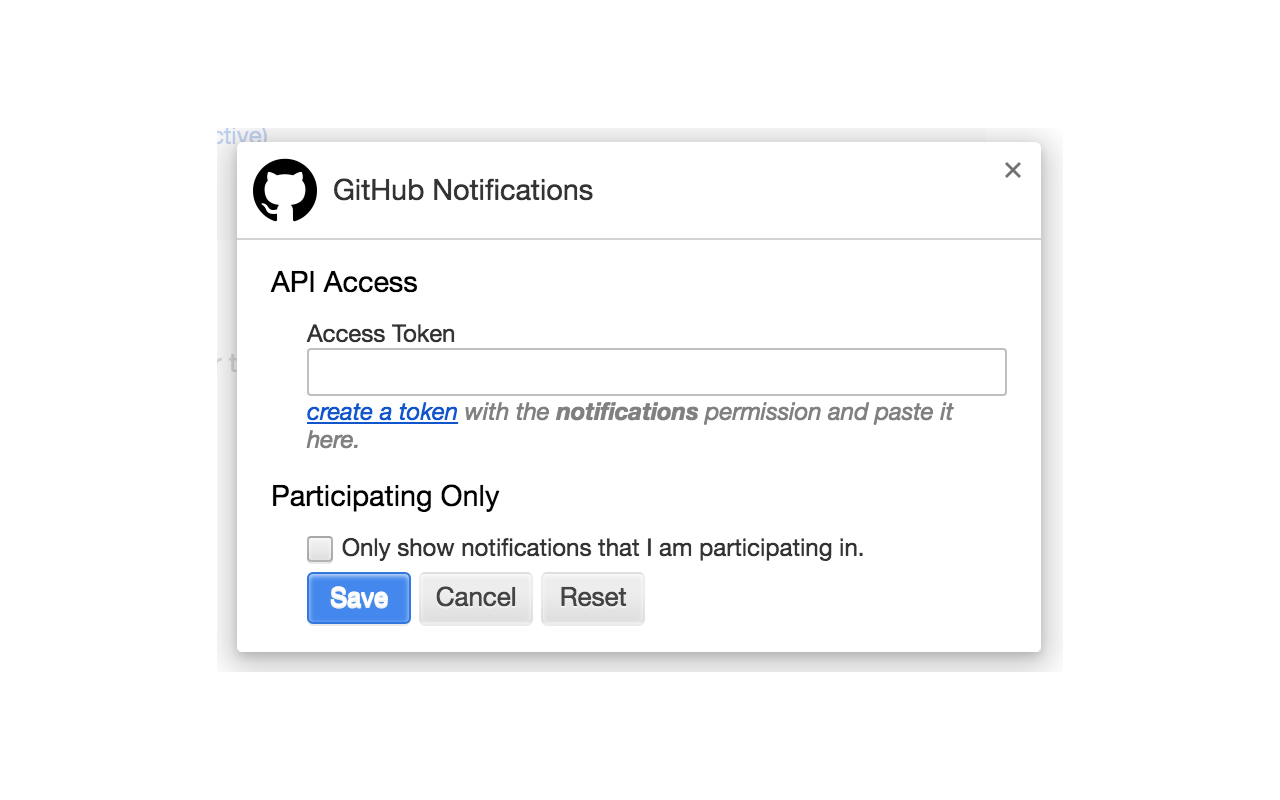 ctive)
GitHub Notifications
API Access
Access Token
create a token with the notifications permission and paste it
here.
Participating Only
Only show notifications that I am participating in.
Save Cancel Reset